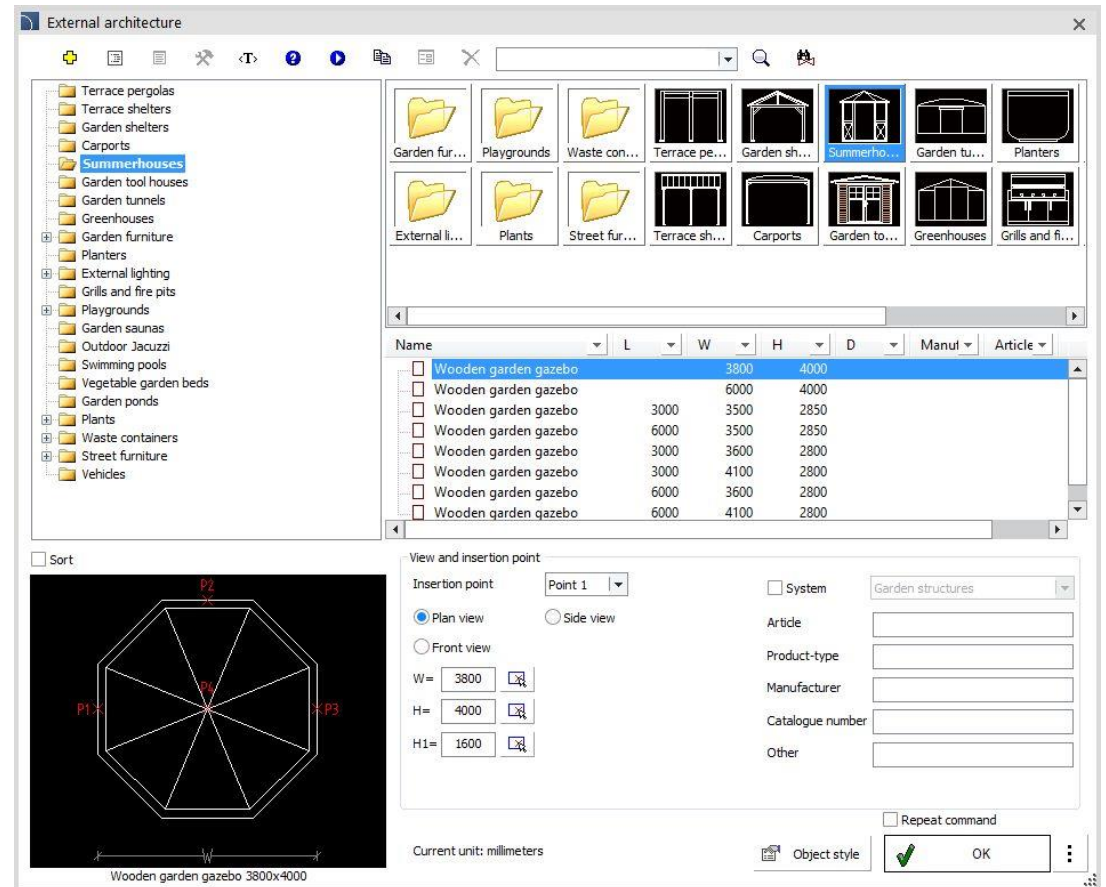 External architecture
‹T›
Terrace pergolas
Terrace shelters
Garden shelters
Carports
Summerhouses
Garden tool houses
Garden tunnels
Greenhouses
Garden furniture
Planters
External lighting
Grills and fire pits
Playgrounds
Garden saunas
Outdoor Jacuzzi
Swimming pools
Vegetable garden beds
Garden ponds
Plants
Waste containers
Street furniture
Vehicles
Garden fur... Playgrounds Waste con... Terrace pe... Garden sh... Summerho... Garden tu... Planters
External li... Plants Street fur... Terrace sh... Carports Garden to... Greenhouses Grills and fi...
Name L W H D Manuf Article
Wooden garden gazebo 3800 4000
Wooden garden gazebo 6000 4000
Wooden garden gazebo 3000 3500 2850
Wooden garden gazebo 6000 3500 2850
Wooden garden gazebo 3000 3600 2800
Wooden garden gazebo 3000 4100 2800
Wooden garden gazebo 6000 3600 2800
Wooden garden gazebo 6000 4100 2800
Sort
P2
P4
P1 P3
W
Wooden garden gazebo 3800x4000
View and insertion point
Insertion point Point 1
Plan view Side view
Front view
W= 3800
H= 4000
H1= 1600
System Garden structures
Article
Product-type
Manufacturer
Catalogue number
Other
Repeat command
Current unit: millimeters
Object style
OK